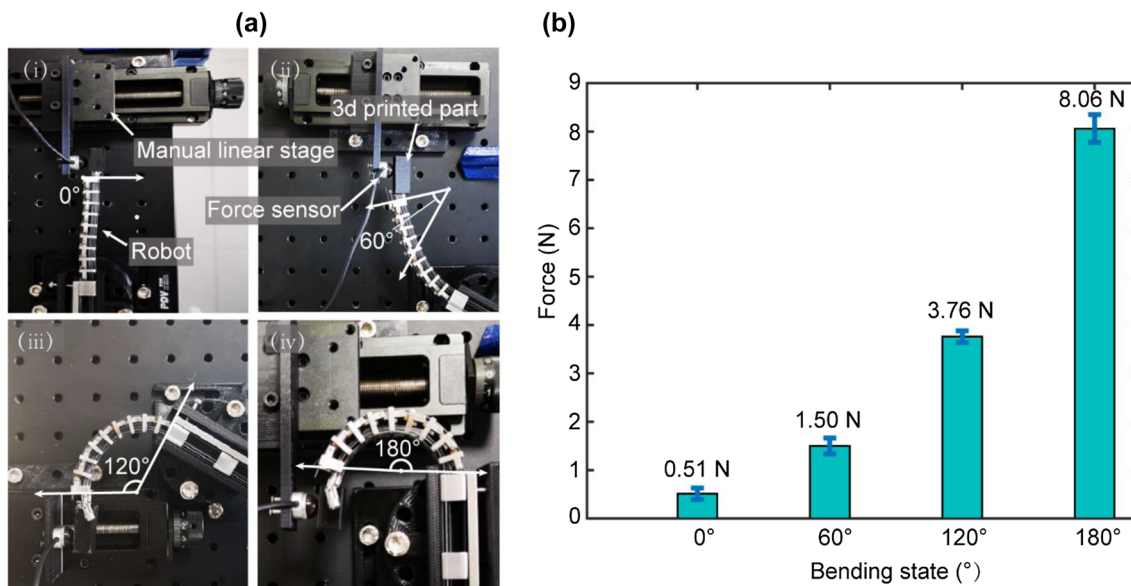 (a)
(b)
(i)
Manual linear stage
0°
Robot
PDV
(ii)
3d printed part
Force sensor
60°
(iii)
120°
(iv)
180°
9
8
7
6
5
4
3
2
1
0
Force (N)
0.51 N
1.50 N
3.76 N
8.06 N
0°
60°
120°
180°
Bending state (°)